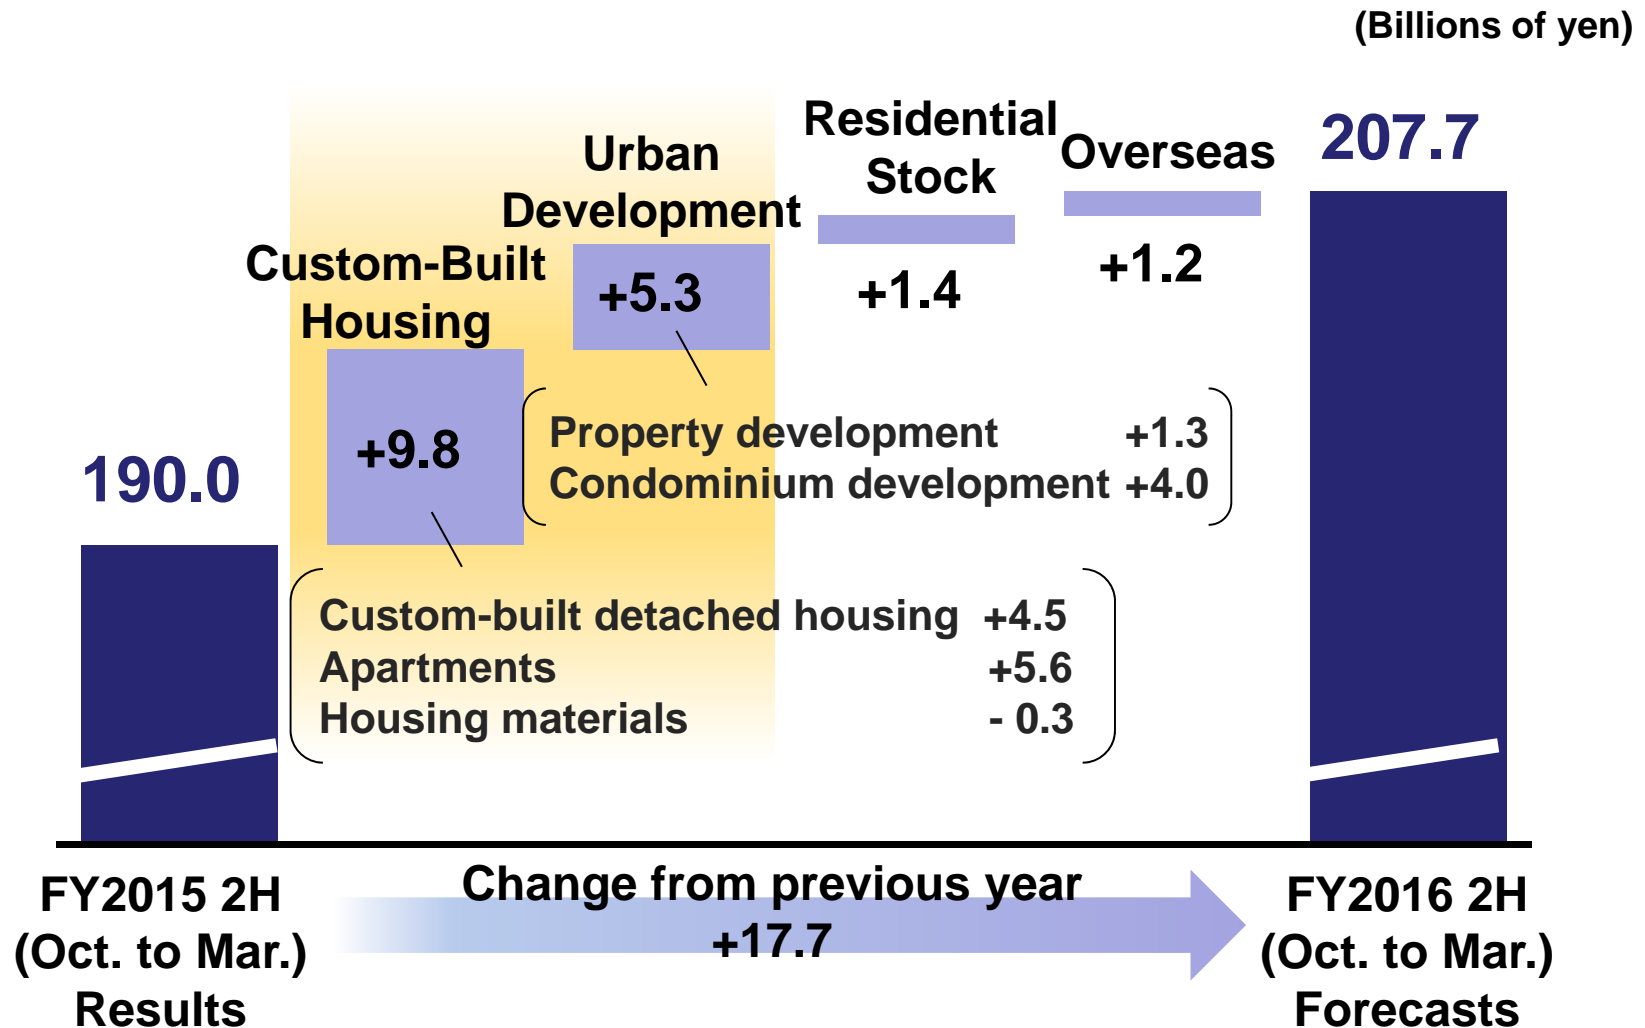 (Billions of yen)
190.0
Custom-Built
Housing
+9.8
Urban
Development
+5.3
Residential
Stock
+1.4
Overseas
+1.2
207.7
Property development +1.3
Condominium development +4.0
Custom-built detached housing +4.5
Apartments +5.6
Housing materials - 0.3
FY2015 2H
(Oct. to Mar.)
Results
Change from previous year
+17.7
FY2016 2H
(Oct. to Mar.)
Forecasts